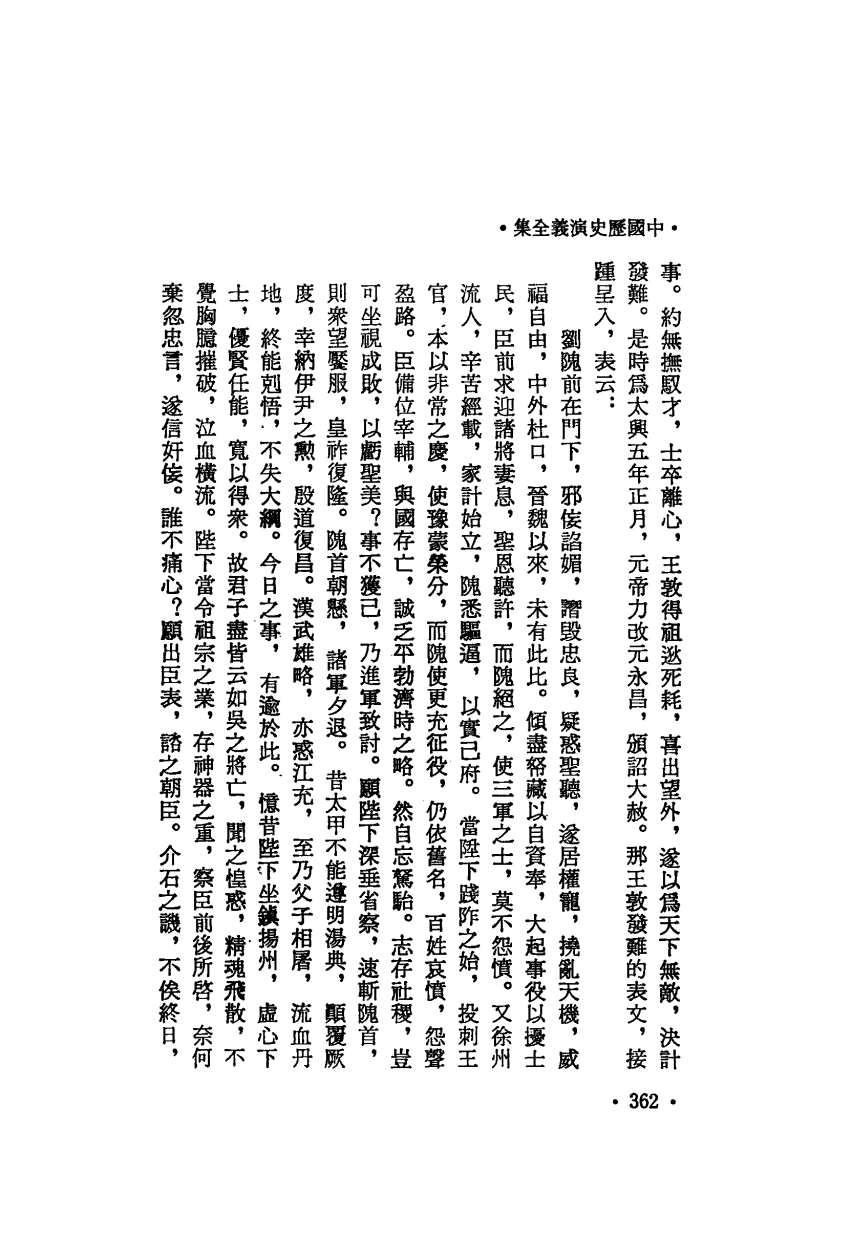 •中國歷史演義全集•
事。約無撫馭才，士卒離心，王敦得祖逖死耗，喜出望外，遂以爲天下無敵，決計
發難。是時爲太興五年正月，元帝力改元永昌，頒詔大赦。那王敦發難的表文，接
踵呈入，表云：
劉隗前在門下，邪佞諂媚，譖毀忠良，疑惑聖聽，遂居權寵，撓亂天機，威
福自由，中外杜口，晉魏以來，未有此比。傾盡帑藏以自資奉，大起事役以擾士
民，臣前求迎諸將妻息，聖恩聽許，而隗絕之，使三軍之士，莫不怨憤。又徐州
流人，辛苦經載，家計始立，隗悉驅逼，以實己府。當陛下踐阼之始，投刺王
官，本以非常之慶，使豫蒙榮分，而隗使更充征役，仍依舊名，百姓哀憤，怨聲
盈路。臣備位宰輔，與國存亡，誠乏平勃濟時之略。然自忘駑駘。志存社稷，豈
可坐視成敗，以虧聖美？事不獲已，乃進軍致討。願陛下深垂省察，速斬隗首，
則衆望饜服，皇祚復隆。隗首朝懸，諸軍夕退。昔太甲不能遵明湯典，顛覆厥
度，幸納伊尹之勲，殷道復昌。漢武雄略，亦惑江充，至乃父子相屠，流血丹
地，終能剋悟，不失大綱。今日之事，有逾於此。憶昔陛下坐鎮揚州，虛心下
士，優賢任能，寬以得衆。故君子盡皆云如吳之將亡，聞之惶惑，精魂飛散，不
覺胸臆摧破，泣血橫流。陛下當令祖宗之業，存神器之重，察臣前後所啓，奈何
棄忽忠言，遂信奸佞。誰不痛心？願出臣表，諮之朝臣。介石之譏，不俟終日，
•362•